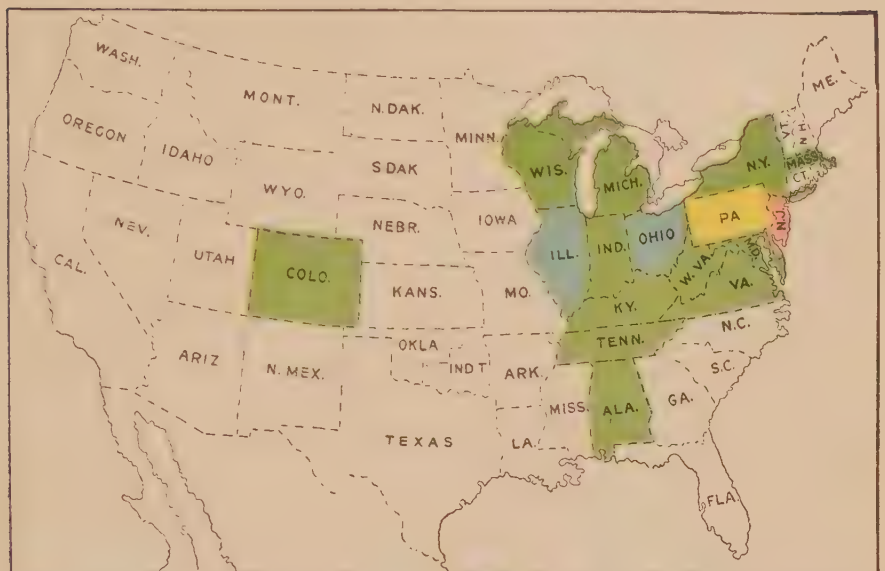 WASH.
MONT.
N.DAK.
MINN.
ME.
OREGON
IDAHO
S DAK
WIS.
MICH.
N.Y.
VT.
N.H.
MASS.
CT.
WYO.
NEV.
UTAH
COLO.
NEBR.
IOWA
ILL.
IND.
OHIO
PA
N.J.
CAL.
KANS.
MO.
KY.
W. VA.
MD.
VA.
ARIZ
N. MEX.
OKLA
IND T
ARK.
TENN.
N.C.
S.C.
TEXAS
LA.
MISS.
ALA.
GA.
FLA.